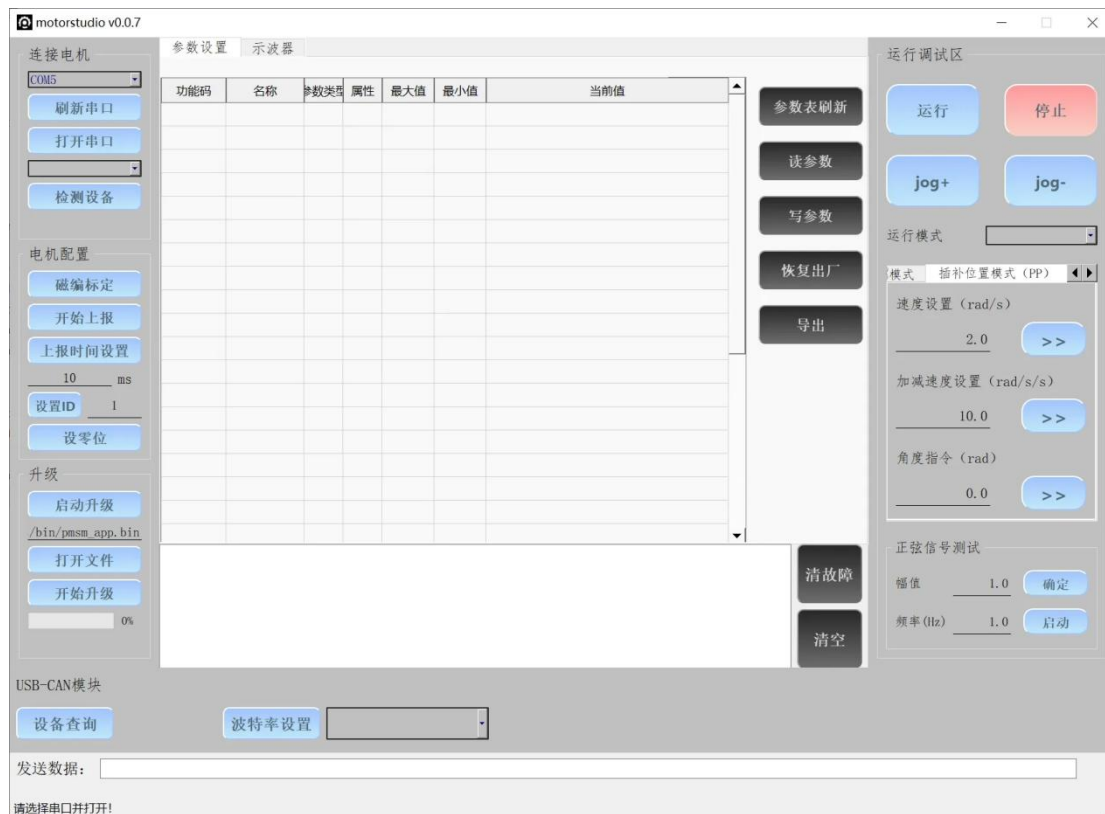 motorstudio v0.0.7
连接电机
COM5
刷新串口
打开串口
检测设备
电机配置
磁编标定
开始上报
上报时间设置
10 ms
设置ID 1
设零位
升级
启动升级
/bin/pmsm_app.bin
打开文件
开始升级
0%
参数设置 示波器
功能码 名称 参数类型 属性 最大值 最小值 当前值
参数表刷新
读参数
写参数
恢复出厂
导出
清故障
清空
运行调试区
运行 停止
jog+ jog-
运行模式
模式 插补位置模式（PP）
速度设置（rad/s）
2.0 >>
加减速度设置（rad/s/s）
10.0 >>
角度指令（rad）
0.0 >>
正弦信号测试
幅值 1.0 确定
频率(Hz) 1.0 启动
USB-CAN模块
设备查询 波特率设置
发送数据：
请选择串口并打开!